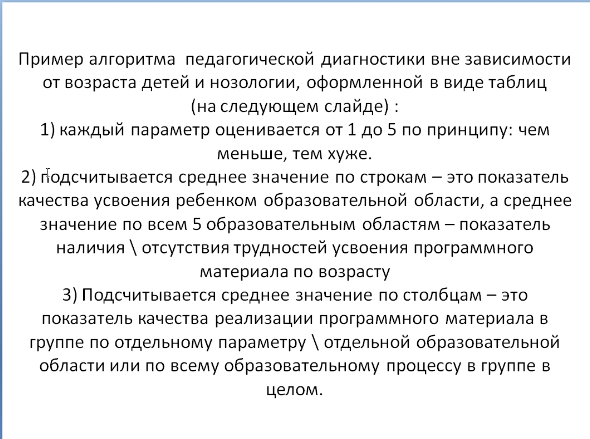 Пример алгоритма педагогической диагностики вне зависимости
от возраста детей и нозологии, оформленной в виде таблиц
(на следующем слайде) :
1) каждый параметр оценивается от 1 до 5 по принципу: чем
меньше, тем хуже.
2) Подсчитывается среднее значение по строкам – это показатель
качества усвоения ребенком образовательной области, а среднее
значение по всем 5 образовательным областям – показатель
наличия \ отсутствия трудностей усвоения программного
материала по возрасту
3) Подсчитывается среднее значение по столбцам – это
показатель качества реализации программного материала в
группе по отдельному параметру \ отдельной образовательной
области или по всему образовательному процессу в группе в
целом.